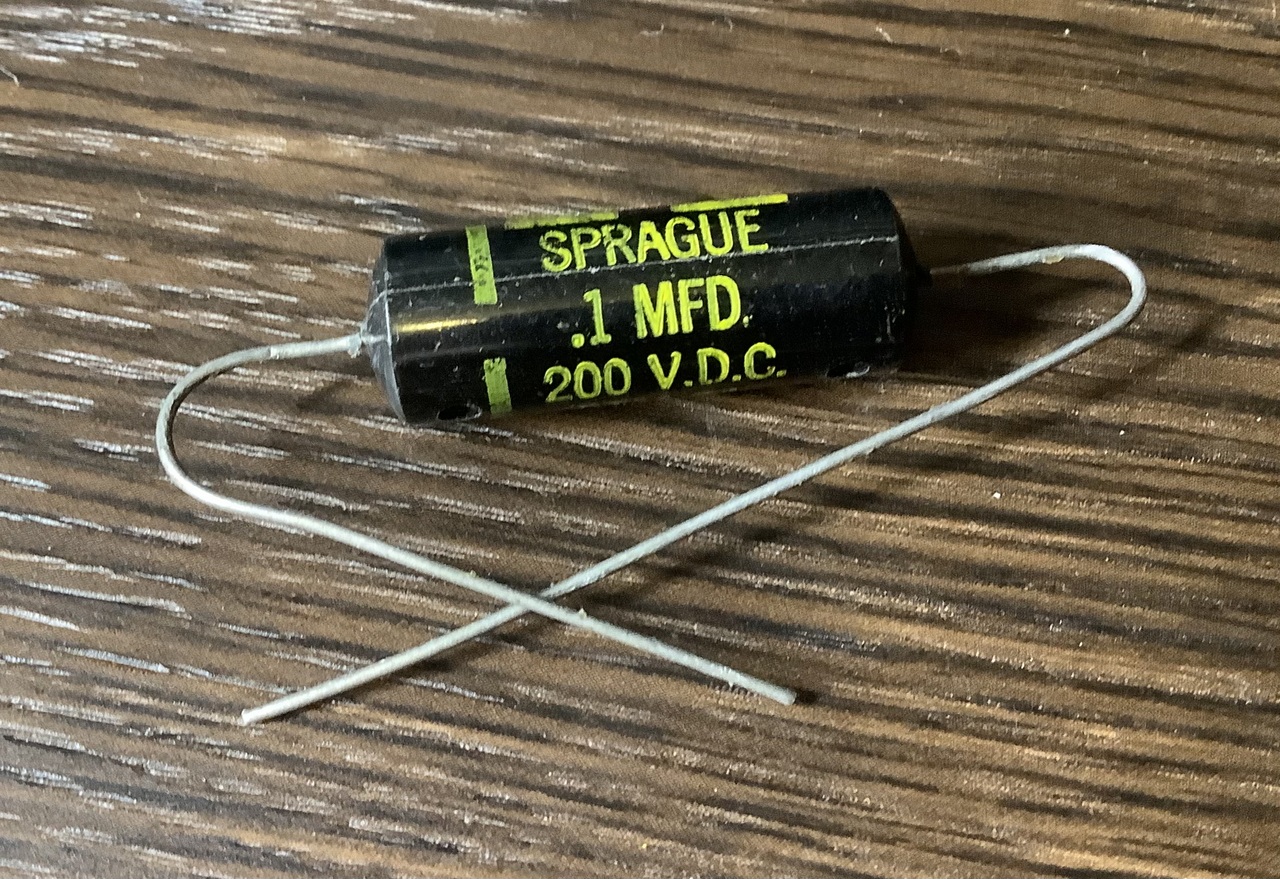 SPRAGUE
.1 MFD.
200 V.D.C.